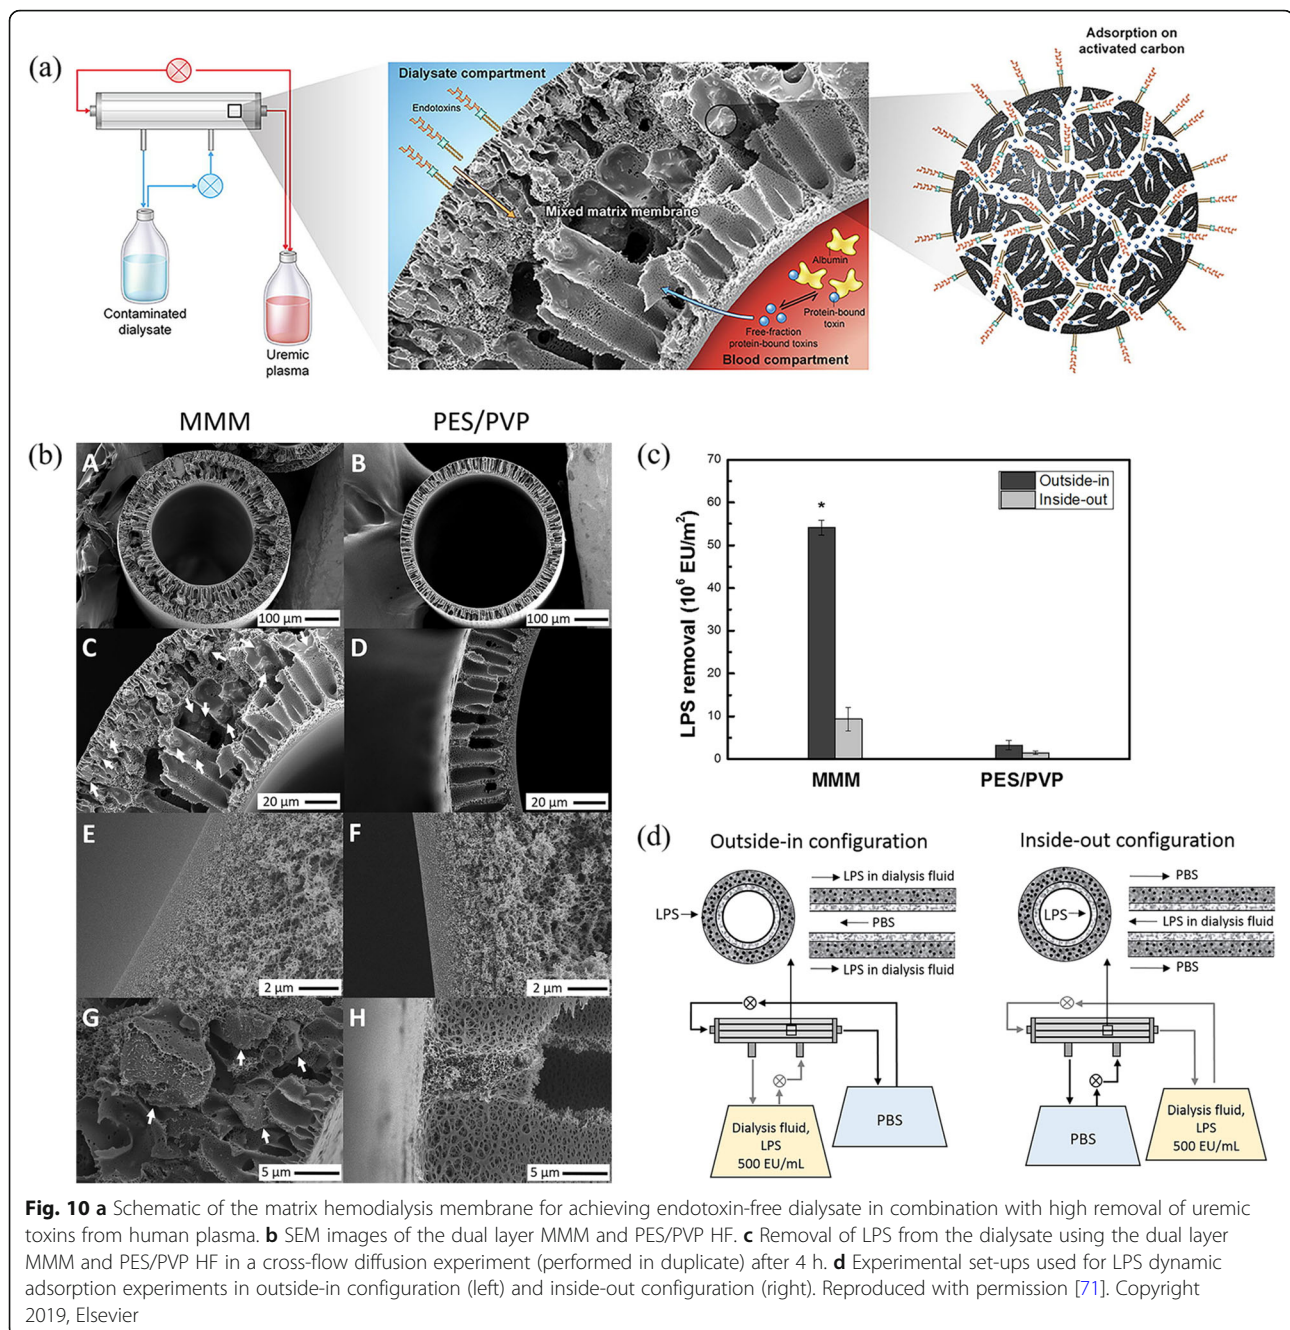 (a)
Dialysate compartment
Endotoxins
Mixed matrix membrane
Albumin
Protein-bound
toxin
Free-fraction
protein-bound toxins
Blood compartment
Adsorption on
activated carbon
Contaminated
dialysate
Uremic
plasma
(b)
MMM
PES/PVP
A
100 µm
B
100 µm
C
20 µm
D
20 µm
E
2 µm
F
2 µm
G
5 µm
H
5 µm
(c)
LPS removal (10⁶ EU/m²)
70
60
50
40
30
20
10
0
Outside-in
Inside-out
*
MMM
PES/PVP
(d)
Outside-in configuration
LPS
LPS in dialysis fluid
PBS
LPS in dialysis fluid
Dialysis fluid,
LPS
500 EU/mL
PBS
Inside-out configuration
LPS
PBS
LPS in dialysis fluid
PBS
PBS
Dialysis fluid,
LPS
500 EU/mL
Fig. 10 a Schematic of the matrix hemodialysis membrane for achieving endotoxin-free dialysate in combination with high removal of uremic
toxins from human plasma. b SEM images of the dual layer MMM and PES/PVP HF. c Removal of LPS from the dialysate using the dual layer
MMM and PES/PVP HF in a cross-flow diffusion experiment (performed in duplicate) after 4 h. d Experimental set-ups used for LPS dynamic
adsorption experiments in outside-in configuration (left) and inside-out configuration (right). Reproduced with permission [71]. Copyright
2019, Elsevier